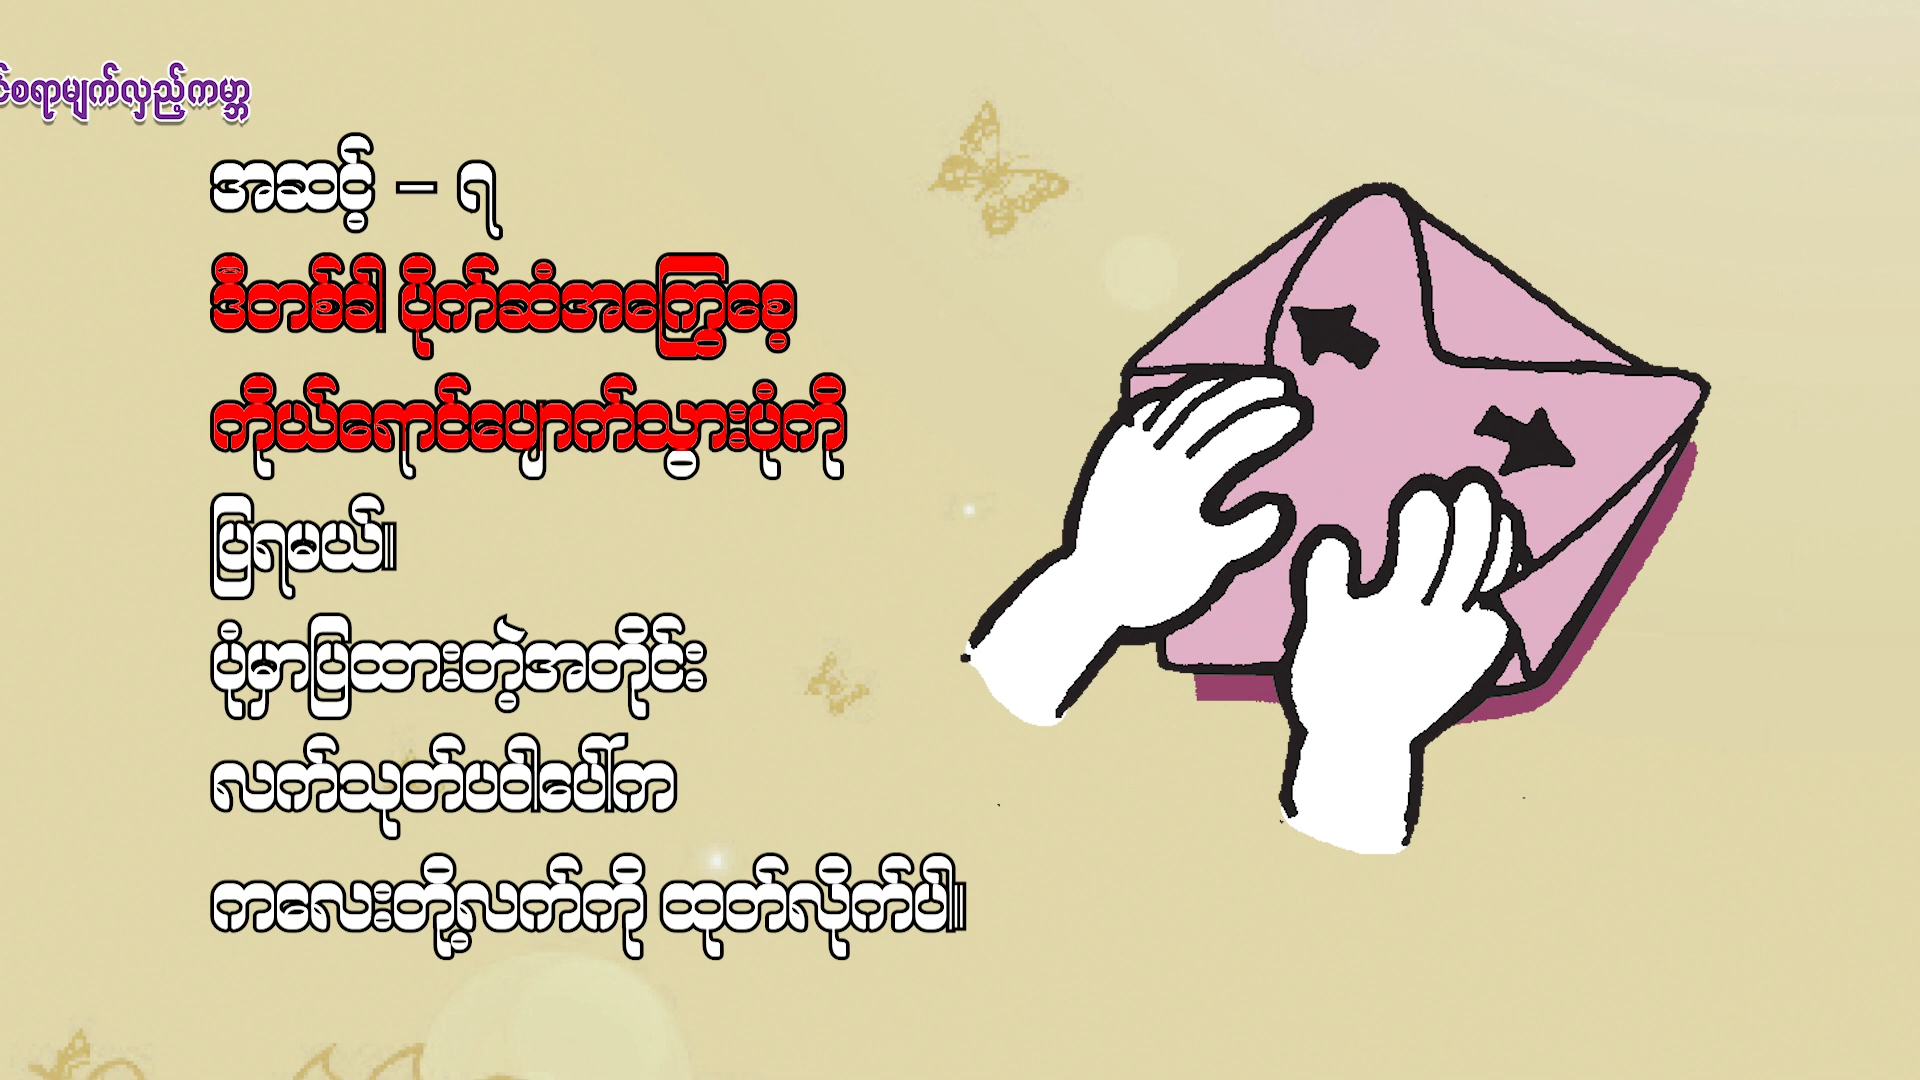 စရာမျက်လှည့်ကမ္ဘာ
အဆင့် – ၇
ဒီတစ်ခါ ပိုက်ဆံအကြွေစေ့
ကိုယ်ရောင်ပျောက်သွားပုံကို
ပြရမယ်။
ပုံမှာပြထားတဲ့အတိုင်း
လက်သုတ်ပဝါပေါ်က
ကလေးတို့လက်ကို ထုတ်လိုက်ပါ။